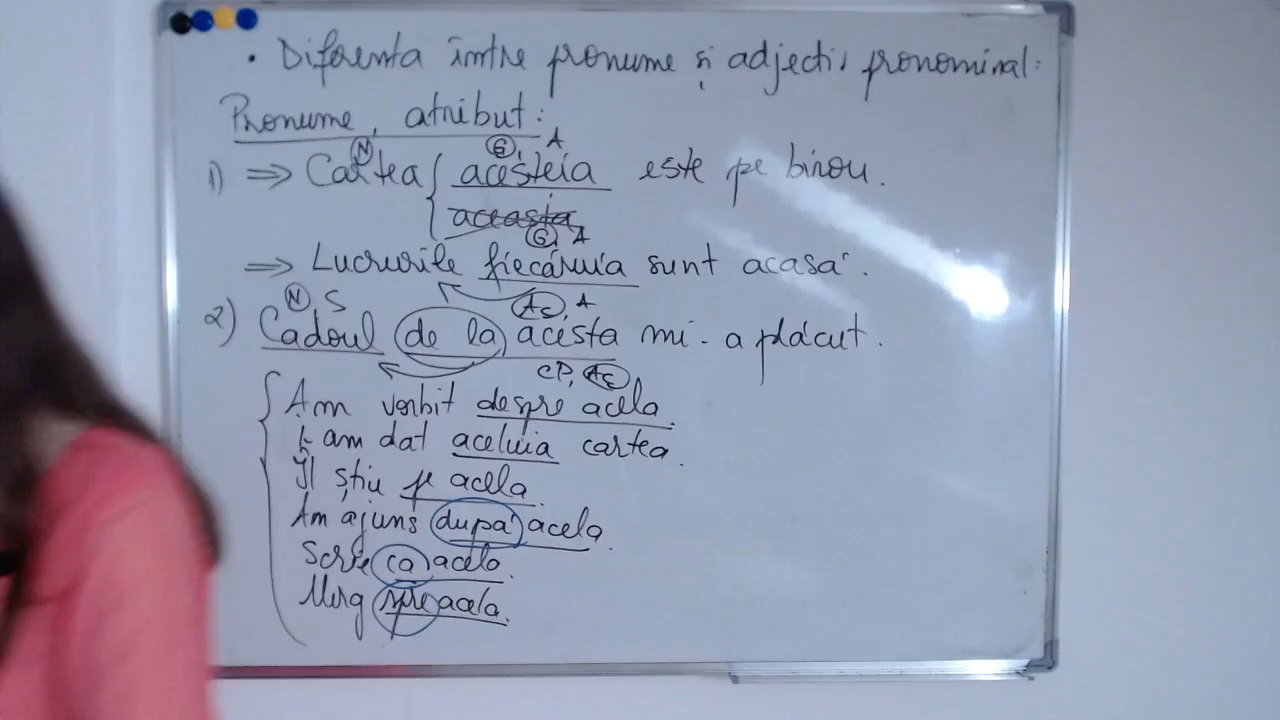 • Diferenta între pronume și adjectiv pronominal:
Pronume, atribut:
N G, A
1) => Cartea { acesteia este pe birou.
aceasta
G, A
=> Lucrurile fiecăruia sunt acasă.
N S Ac, A
2) Cadoul de la acesta mi-a plăcut.
CP, Ac
Am vorbit despre acela.
I-am dat aceluia cartea.
Îl știu pe acela.
Am ajuns după acela.
Scrie ca acela.
Merg spre acela.